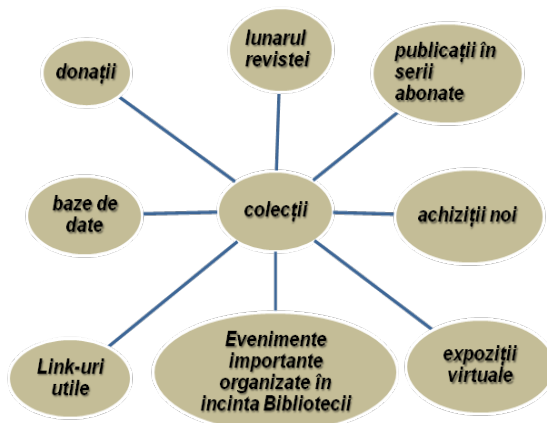 lunarul
revistei
publicații în
serii
abonate
donații
baze de
date
colecții
achiziții noi
Link-uri
utile
Evenimente
importante
organizate în
incinta Bibliotecii
expoziții
virtuale